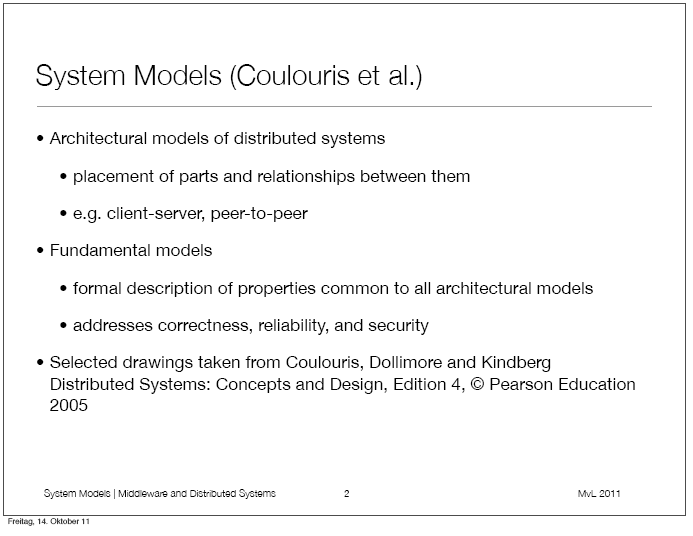 System Models (Coulouris et al.)
• Architectural models of distributed systems
• placement of parts and relationships between them
• e.g. client-server, peer-to-peer
• Fundamental models
• formal description of properties common to all architectural models
• addresses correctness, reliability, and security
• Selected drawings taken from Coulouris, Dollimore and Kindberg
Distributed Systems: Concepts and Design, Edition 4, © Pearson Education
2005
System Models | Middleware and Distributed Systems 2 MvL 2011
Freitag, 14. Oktober 11